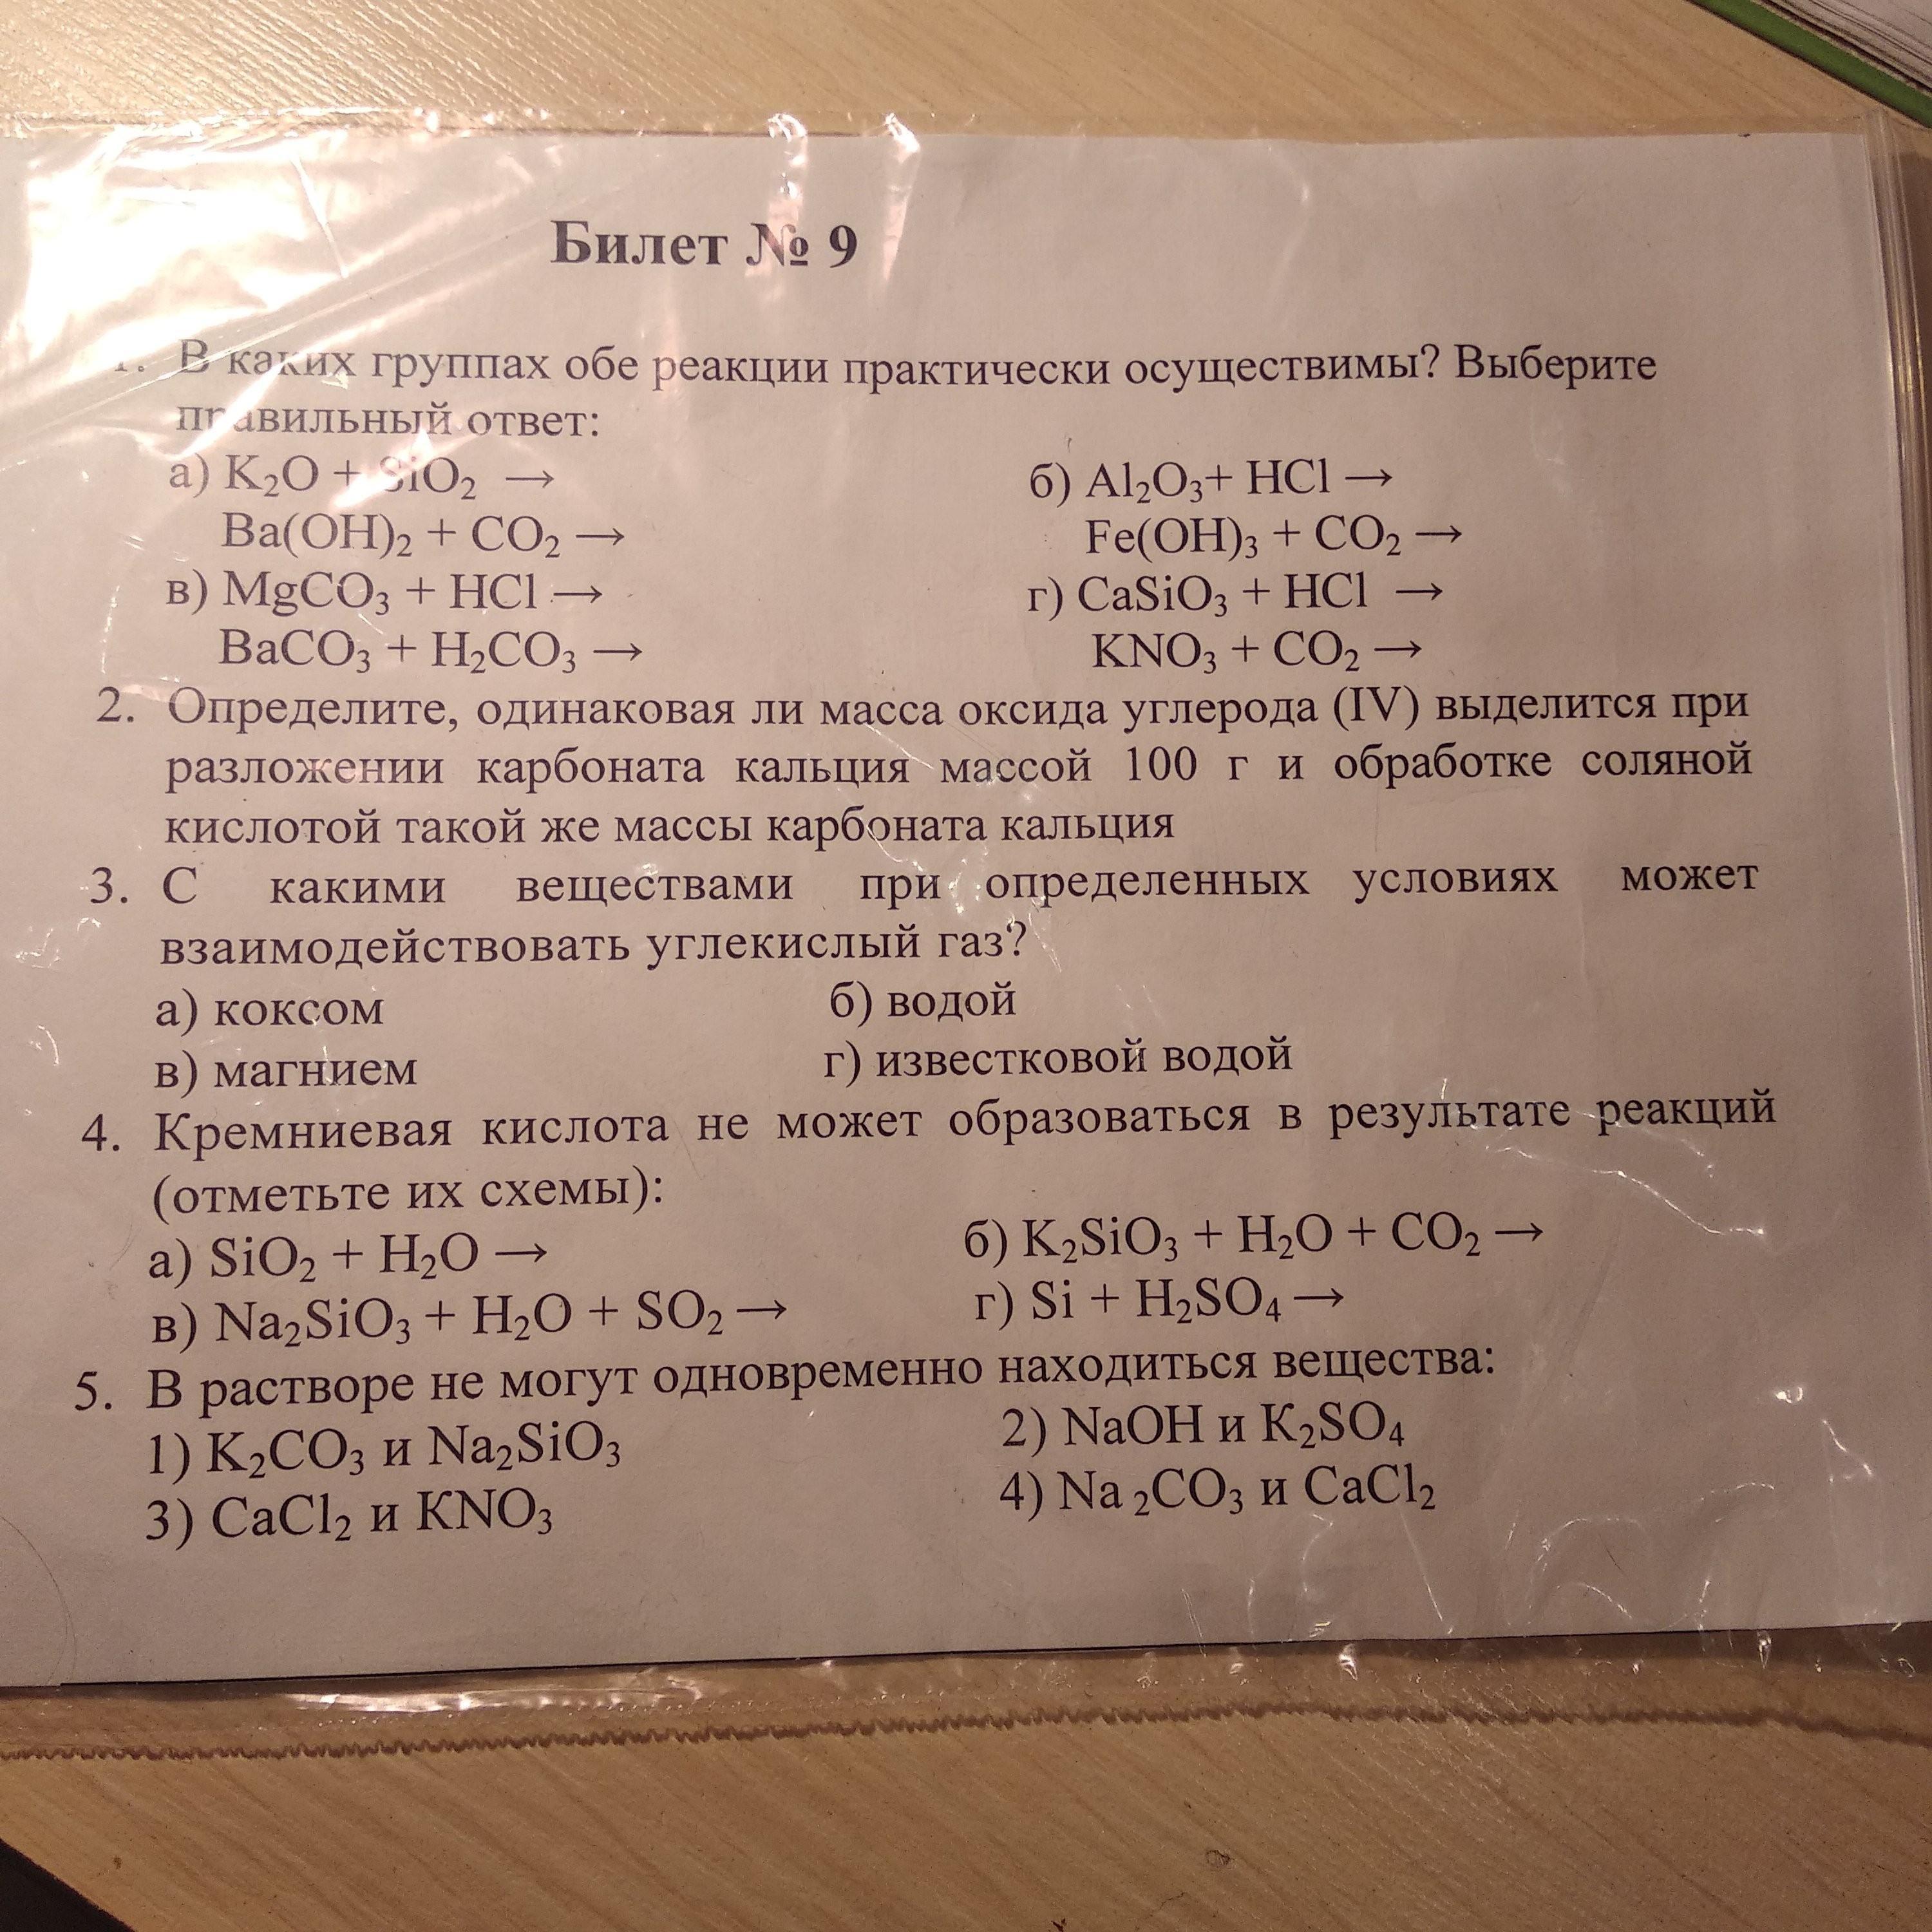 Билет № 9
1. В каких группах обе реакции практически осуществимы? Выберите
правильный ответ:
а) K₂O + SiO₂ → б) Al₂O₃+ HCl →
Ba(OH)₂ + CO₂ → Fe(OH)₃ + CO₂ →
в) MgCO₃ + HCl → г) CaSiO₃ + HCl →
BaCO₃ + H₂CO₃ → KNO₃ + CO₂ →
2. Определите, одинаковая ли масса оксида углерода (IV) выделится при
разложении карбоната кальция массой 100 г и обработке соляной
кислотой такой же массы карбоната кальция
3. С какими веществами при определенных условиях может
взаимодействовать углекислый газ?
а) коксом б) водой
в) магнием г) известковой водой
4. Кремниевая кислота не может образоваться в результате реакций
(отметьте их схемы):
а) SiO₂ + H₂O → б) K₂SiO₃ + H₂O + CO₂ →
в) Na₂SiO₃ + H₂O + SO₂ → г) Si + H₂SO₄ →
5. В растворе не могут одновременно находиться вещества:
1) K₂CO₃ и Na₂SiO₃ 2) NaOH и K₂SO₄
3) CaCl₂ и KNO₃ 4) Na ₂CO₃ и CaCl₂